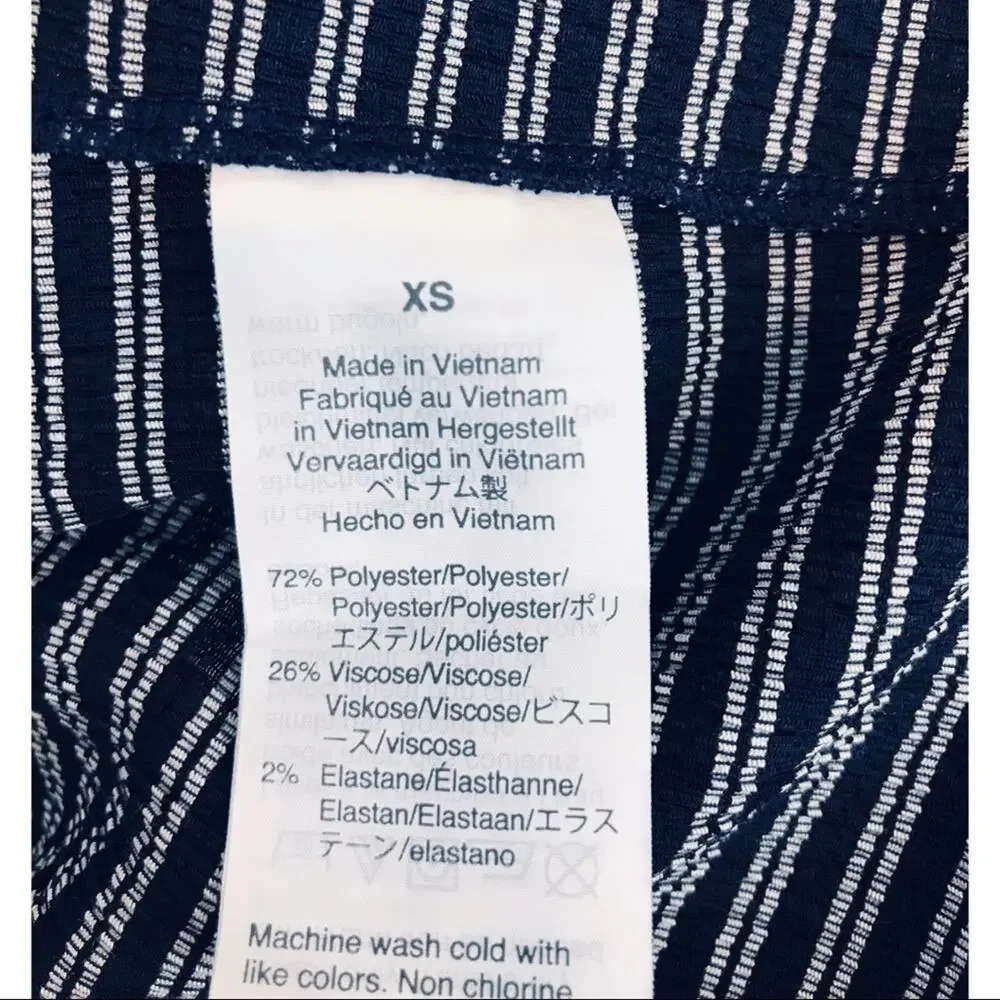 XS
Made in Vietnam
Fabriqué au Vietnam
in Vietnam Hergestellt
Vervaardigd in Viëtnam
ベトナム製
Hecho en Vietnam
72% Polyester/Polyester/
Polyester/Polyester/ポリ
エステル/poliéster
26% Viscose/Viscose/
Viskose/Viscose/ビスコ
ース/viscosa
2% Elastane/Élasthanne/
Elastan/Elastaan/エラス
テーン/elastano
Machine wash cold with
like colors. Non chlorine